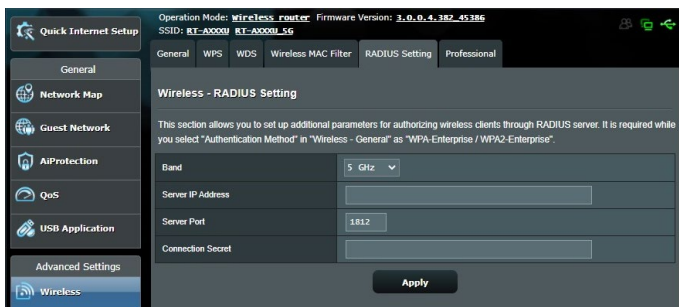 Quick Internet Setup
General
Network Map
Guest Network
AiProtection
QoS
USB Application
Advanced Settings
Wireless
Operation Mode: Wireless router Firmware Version: 3.0.0.4.382_45386
SSID: RT-AXXXU RT-AXXXU_5G
General WPS WDS Wireless MAC Filter RADIUS Setting Professional
Wireless - RADIUS Setting
This section allows you to set up additional parameters for authorizing wireless clients through RADIUS server. It is required while
you select "Authentication Method" in "Wireless - General" as "WPA-Enterprise / WPA2-Enterprise".
Band 5 GHz
Server IP Address
Server Port 1812
Connection Secret
Apply